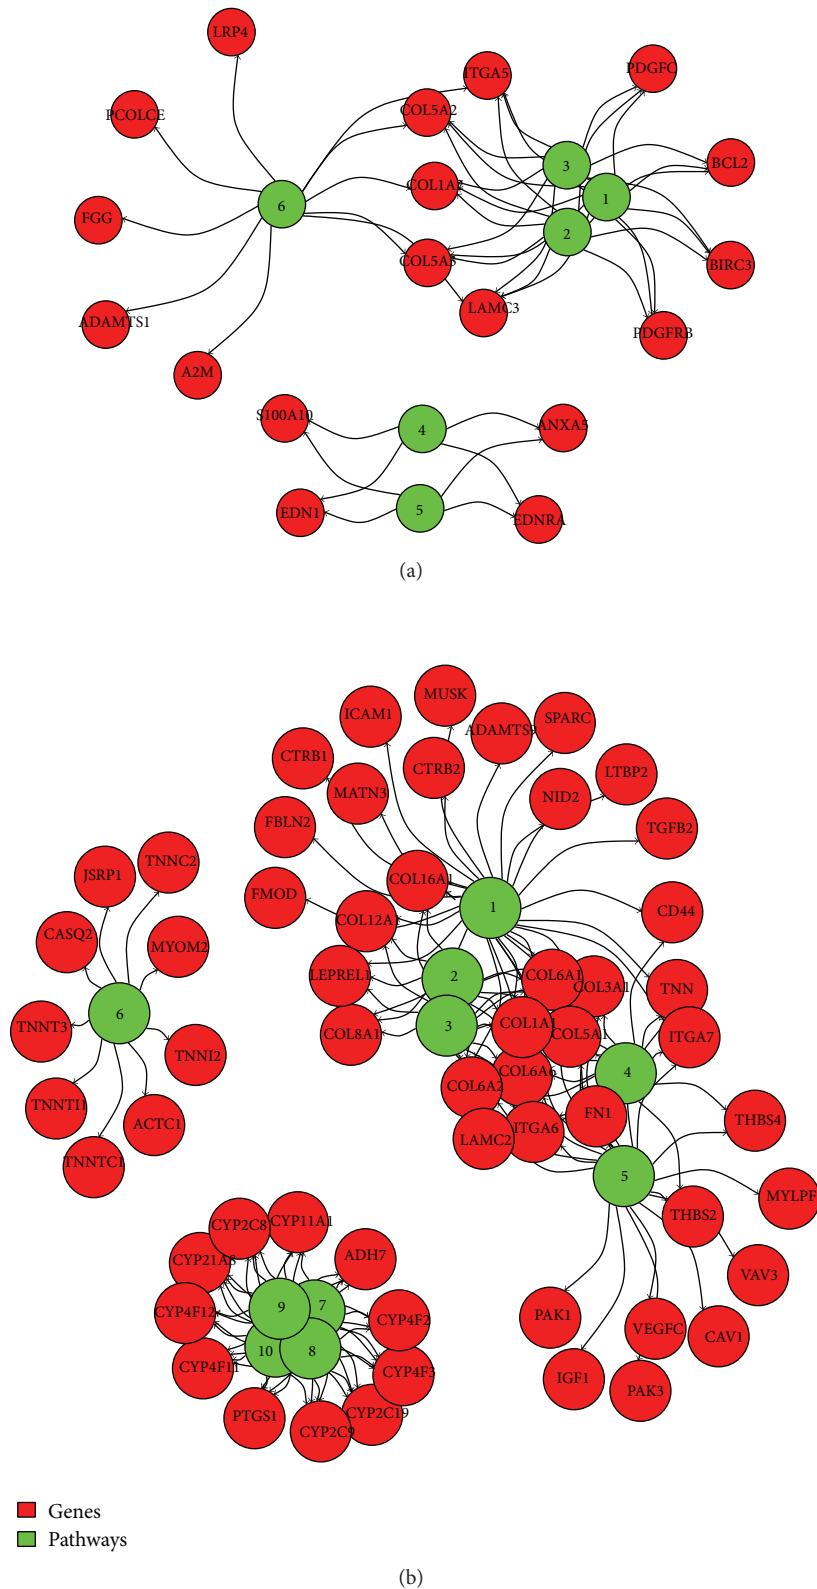 LRP4
ITGA5
PDGFC
PCOLCE
COL5A2
3
BCL2
COL1A2
1
6
FGG
2
COL5A3
BIRC3
ADAMTS1
LAMC3
PDGFRB
A2M
S100A10
4
ANXA5
EDN1
5
EDNRA
(a)
MUSK
ICAM1
SPARC
ADAMTS9
CTRB1
CTRB2
LTBP2
MATN3
NID2
FBLN2
TGFB2
TNNC2
JSRP1
COL16A1
FMOD
1
COL12A1
CD44
CASQ2
MYOM2
LEPREL1
2
COL6A1
COL3A1
TNN
6
TNNT3
COL8A1
3
COL1A1
COL5A1
ITGA7
TNNI2
COL6A2
COL6A6
4
TNNTI1
ACTC1
FN1
LAMC2
ITGA6
THBS4
TNNTC1
5
MYLPF
THBS2
CYP2C8
CYP11A1
CYP21A8
ADH7
VAV3
CYP4F12
9
7
CYP4F2
PAK1
VEGFC
CAV1
10
8
CYP4F11
CYP4F3
IGF1
PAK3
PTGS1
CYP2C19
CYP2C9
Genes
Pathways
(b)